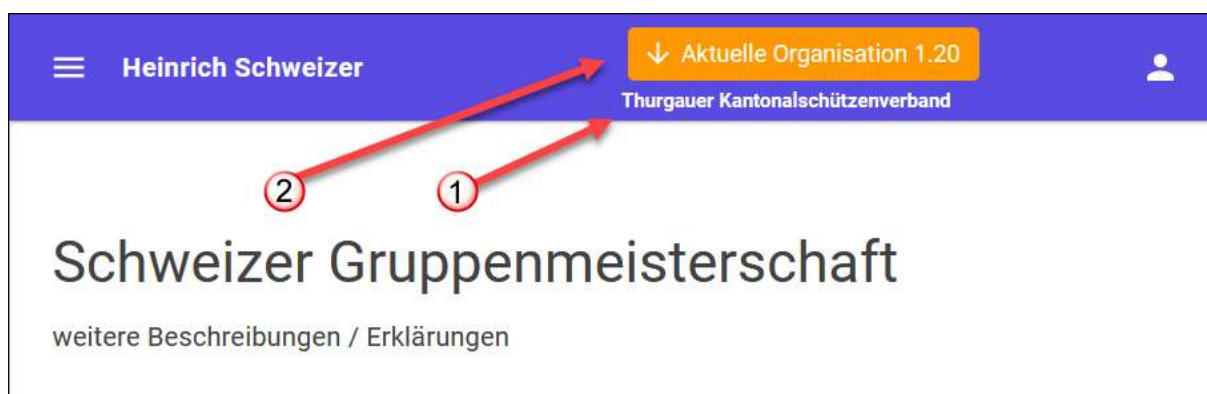 Heinrich Schweizer
Aktuelle Organisation 1.20
Thurgauer Kantonalschützenverband
2
1
Schweizer Gruppenmeisterschaft
weitere Beschreibungen / Erklärungen